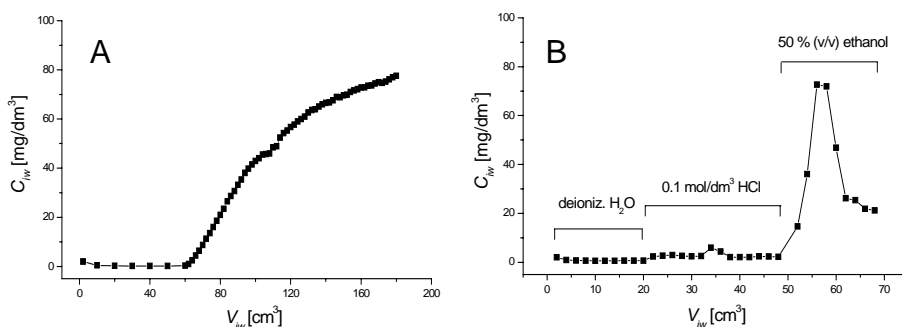 A
C_iw [mg/dm³]
100
80
60
40
20
0
0 40 80 120 160 200
V_iw [cm³]
B
C_iw [mg/dm³]
100
80
60
40
20
0
50 % (v/v) ethanol
0.1 mol/dm³ HCl
deioniz. H₂O
0 10 20 30 40 50 60 70
V_iw [cm³]